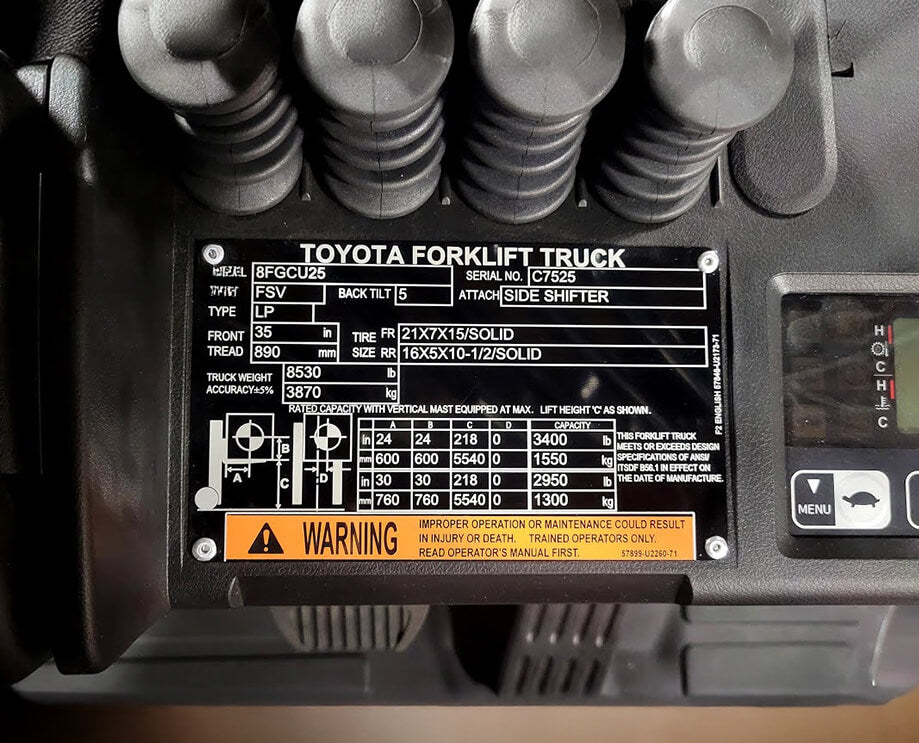 TOYOTA FORKLIFT TRUCK
8FGCU25 SERIAL NO. C7525
FSV BACK TILT 5 ATTACH SIDE SHIFTER
TYPE LP
FRONT TREAD 35 in 890 mm
TIRE SIZE FR 21X7X15/SOLID
RR 16X5X10-1/2/SOLID
TRUCK WEIGHT 8530 lb
ACCURACY±5% 3870 kg
RATED CAPACITY WITH VERTICAL MAST EQUIPPED AT MAX. LIFT HEIGHT 'C' AS SHOWN.
A B C D CAPACITY
in 24 24 218 0 3400 lb
mm 600 600 5540 0 1550 kg
in 30 30 218 0 2950 lb
mm 760 760 5540 0 1300 kg
A B C D
THIS FORKLIFT TRUCK
MEETS OR EXCEEDS DESIGN
SPECIFICATIONS OF ANSI/
ITSDF B56.1 IN EFFECT ON
THE DATE OF MANUFACTURE.
F2 ENGLISH 57848-U2173-71
WARNING
IMPROPER OPERATION OR MAINTENANCE COULD RESULT
IN INJURY OR DEATH. TRAINED OPERATORS ONLY.
READ OPERATOR'S MANUAL FIRST. 57899-U2260-71
H
C
H
C
MENU